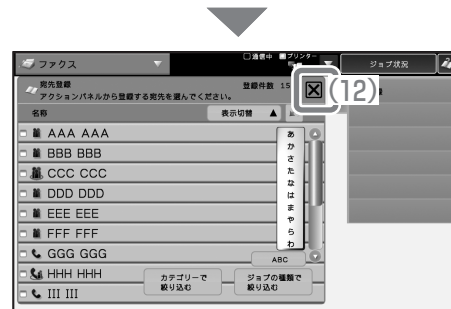 ファクス
通信中
プリンター
ジョブ状況
宛先登録
登録件数 15
アクションパネルから登録する宛先を選んでください。
(12)
名称
表示切替 ▲
AAA AAA
BBB BBB
CCC CCC
DDD DDD
EEE EEE
FFF FFF
GGG GGG
HHH HHH
III III
あ
か
さ
た
な
は
ま
や
ら
わ
ABC
カテゴリーで
絞り込む
ジョブの種類で
絞り込む